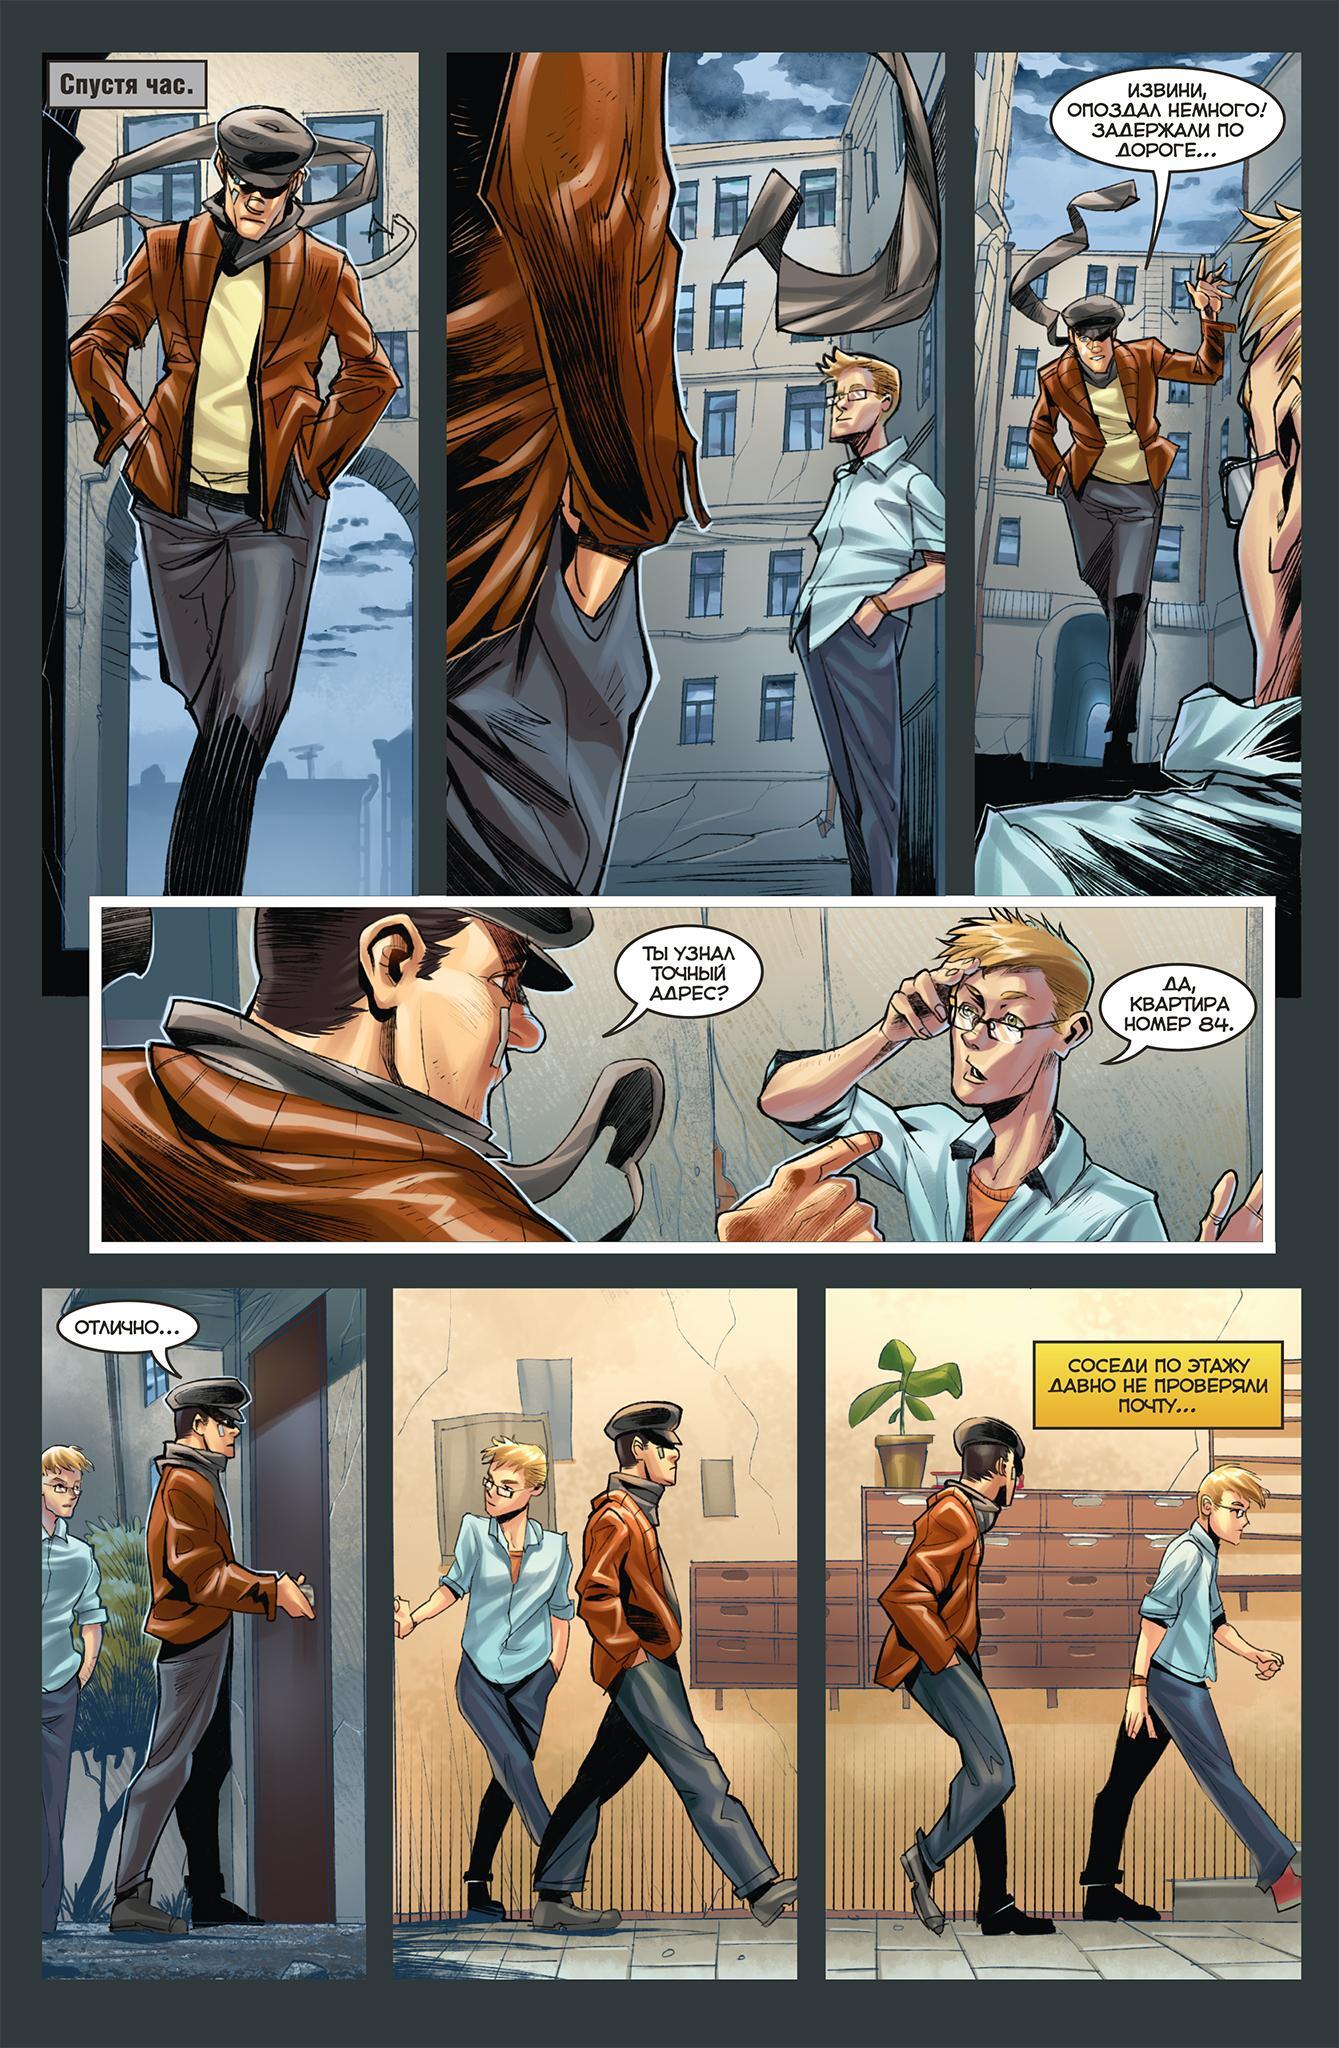 Спустя час.
ИЗВИНИ,
ОПОЗДАЛ НЕМНОГО!
ЗАДЕРЖАЛИ ПО
ДОРОГЕ...
ТЫ УЗНАЛ
ТОЧНЫЙ
АДРЕС?
ДА,
КВАРТИРА
НОМЕР 84.
ОТЛИЧНО...
СОСЕДИ ПО ЭТАЖУ
ДАВНО НЕ ПРОВЕРЯЛИ
ПОЧТУ...